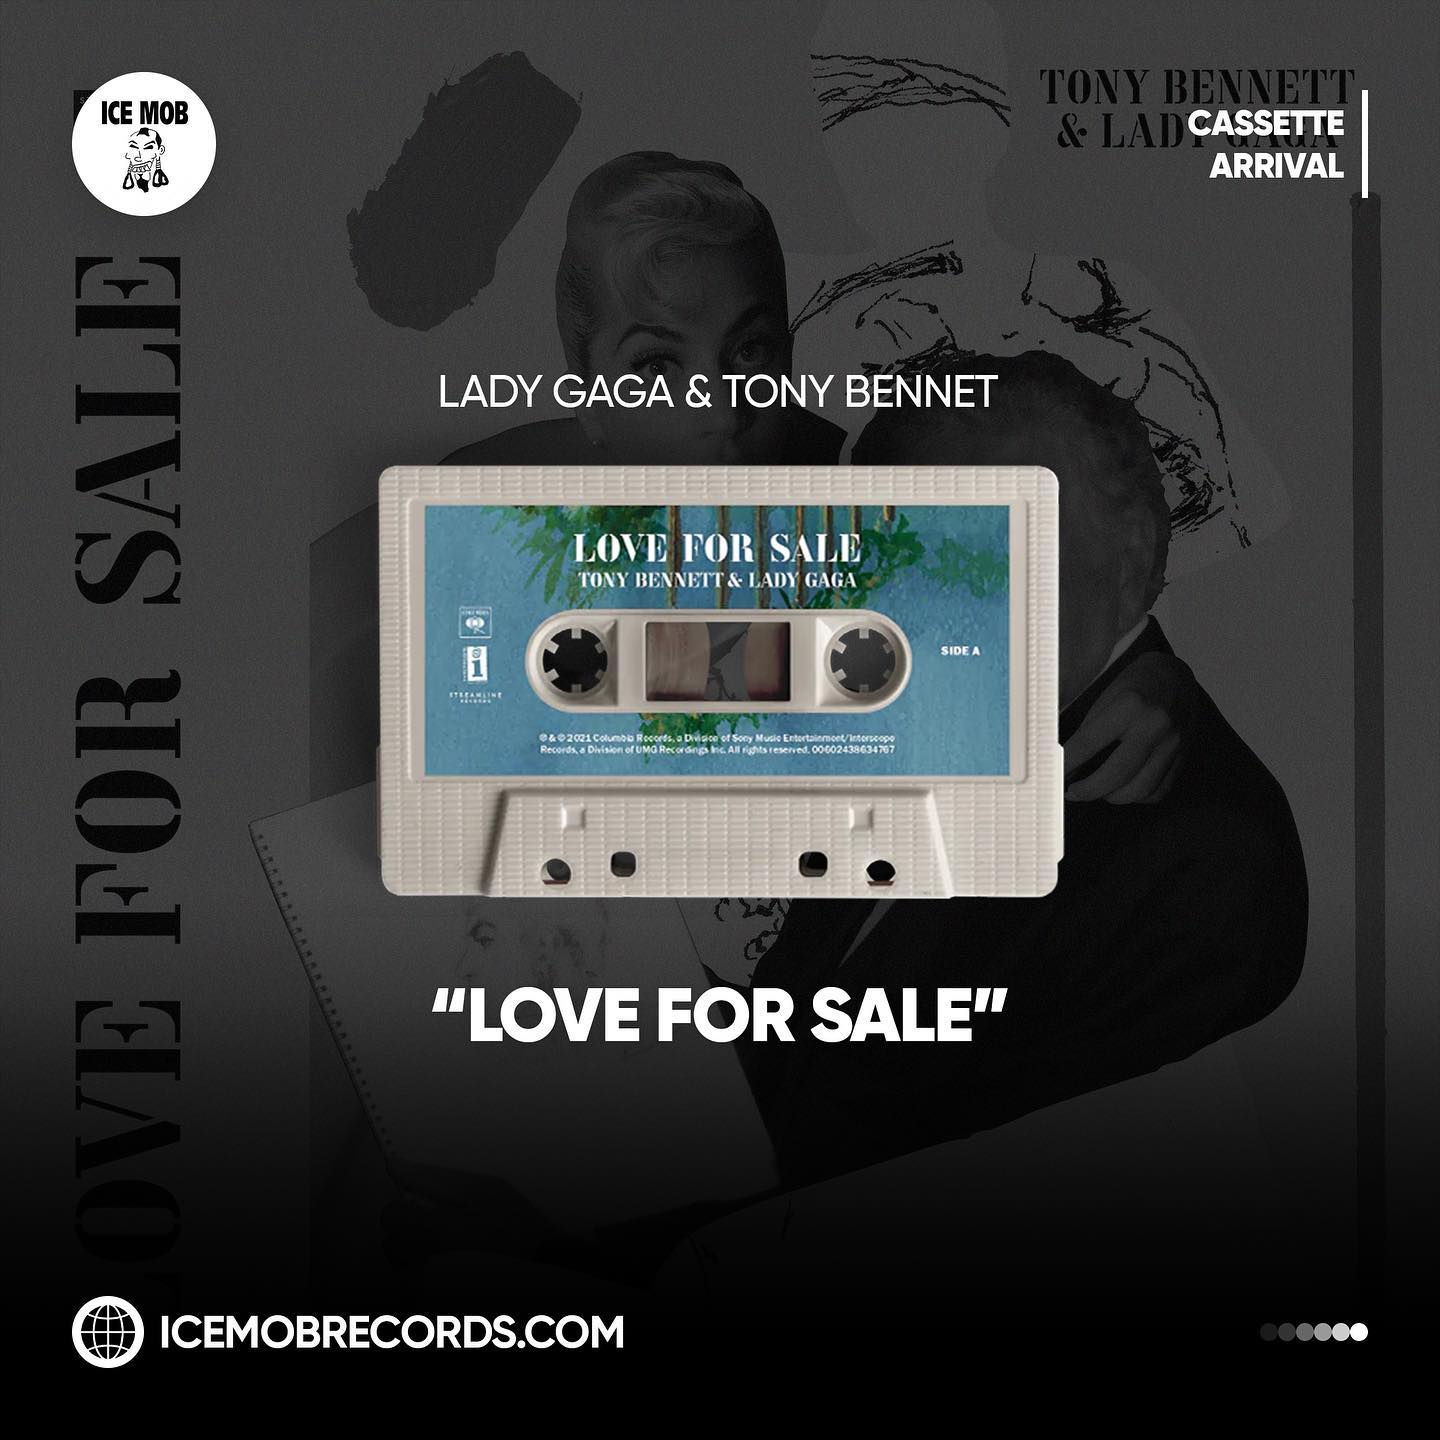 ICE MOB
TONY BENNETT
& LADY GAGA
CASSETTE
ARRIVAL
LOVE FOR SALE
LADY GAGA & TONY BENNET
LOVE FOR SALE
TONY BENNETT & LADY GAGA
SIDE A
STREAMLINE
RECORDS
℗ & © 2021 Columbia Records, a Division of Sony Music Entertainment/Interscope
Records, a Division of UMG Recordings Inc. All rights reserved. 00602438634767
“LOVE FOR SALE”
ICEMOBRECORDS.COM